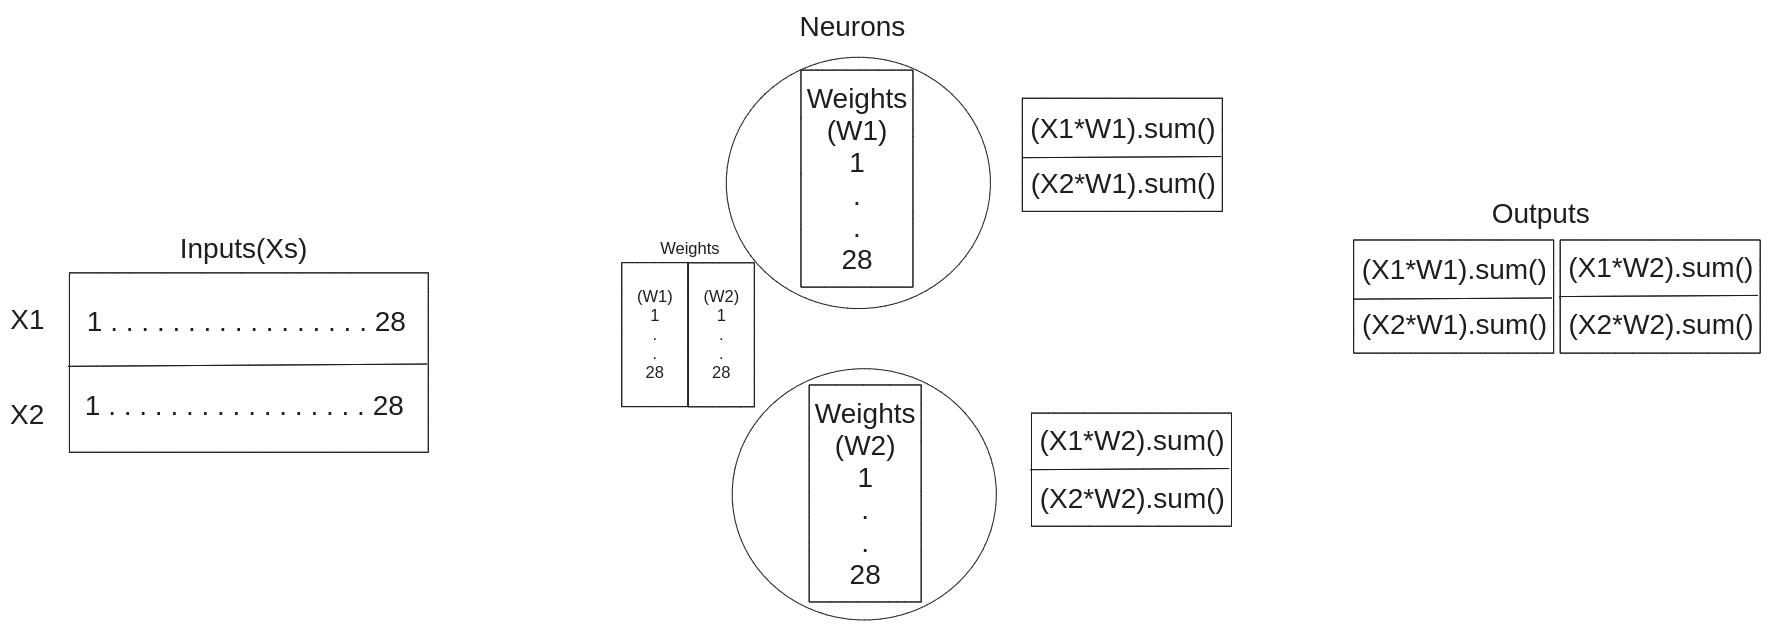 Neurons
Weights
(W1)
1
.
.
28
(X1*W1).sum()
(X2*W1).sum()
Inputs(Xs)
X1
1 . . . . . . . . . . . . . . . . . 28
X2
1 . . . . . . . . . . . . . . . . . 28
Weights
(W1) (W2)
1 1
. .
. .
28 28
Weights
(W2)
1
.
.
28
(X1*W2).sum()
(X2*W2).sum()
Outputs
(X1*W1).sum() (X1*W2).sum()
(X2*W1).sum() (X2*W2).sum()